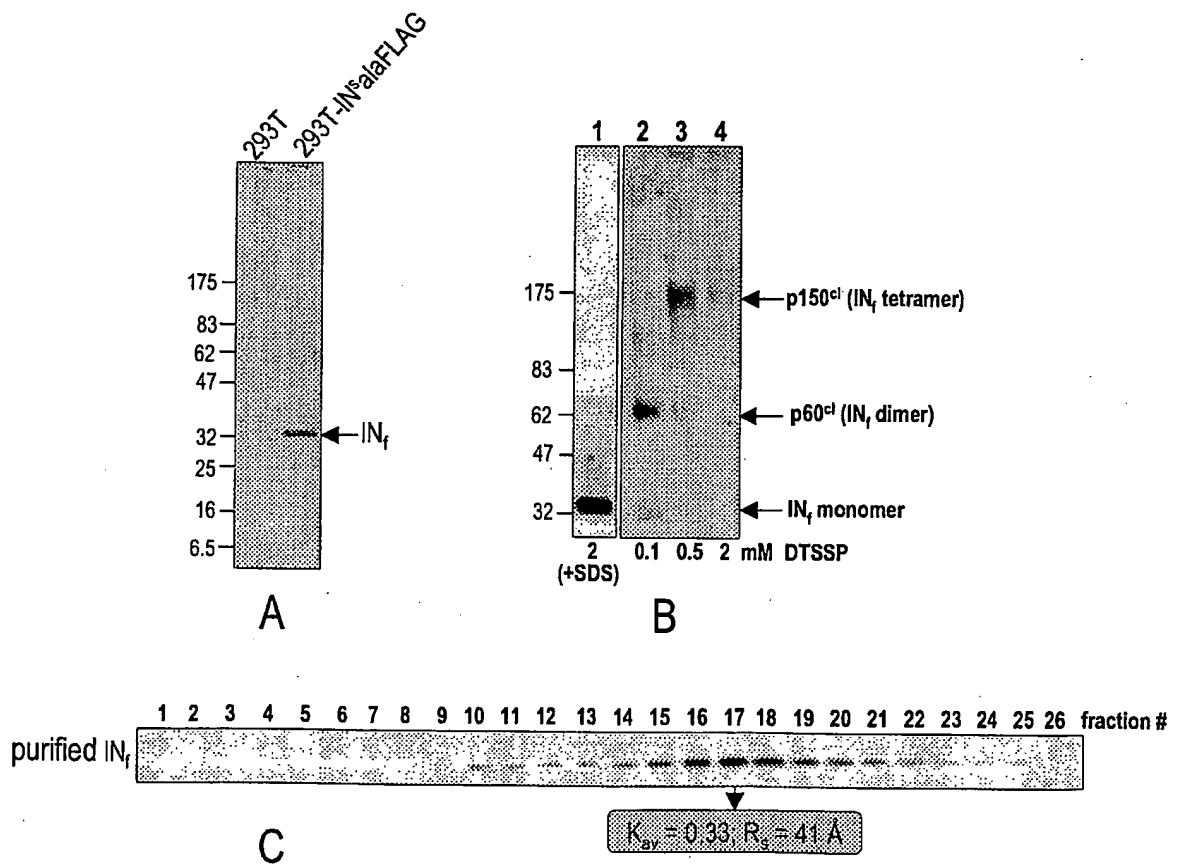 293T 293T-INˢalaFLAG
175
83
62
47
32
25
16
6.5
INf
A
1 2 3 4
175
83
62
47
32
p150ᶜˡ (INf tetramer)
p60ᶜˡ (INf dimer)
INf monomer
2 0.1 0.5 2 mM DTSSP
(+SDS)
B
1 2 3 4 5 6 7 8 9 10 11 12 13 14 15 16 17 18 19 20 21 22 23 24 25 26 fraction #
purified INf
Kav = 0.33; Rs = 41 Å
C